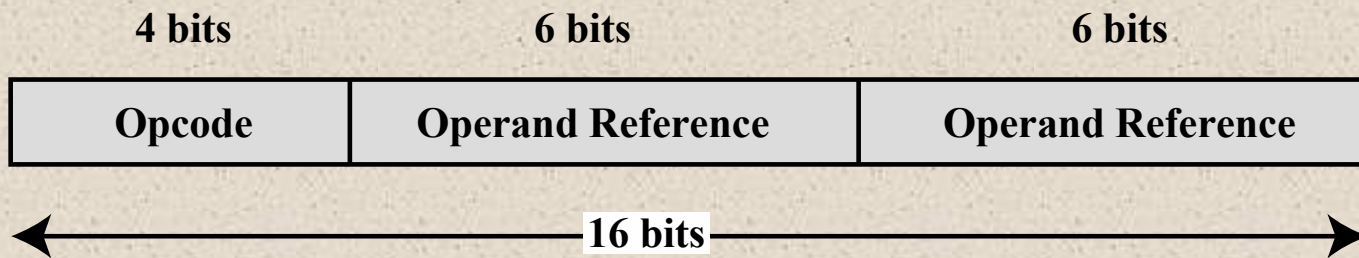 4 bits 6 bits 6 bits
Opcode Operand Reference Operand Reference
16 bits